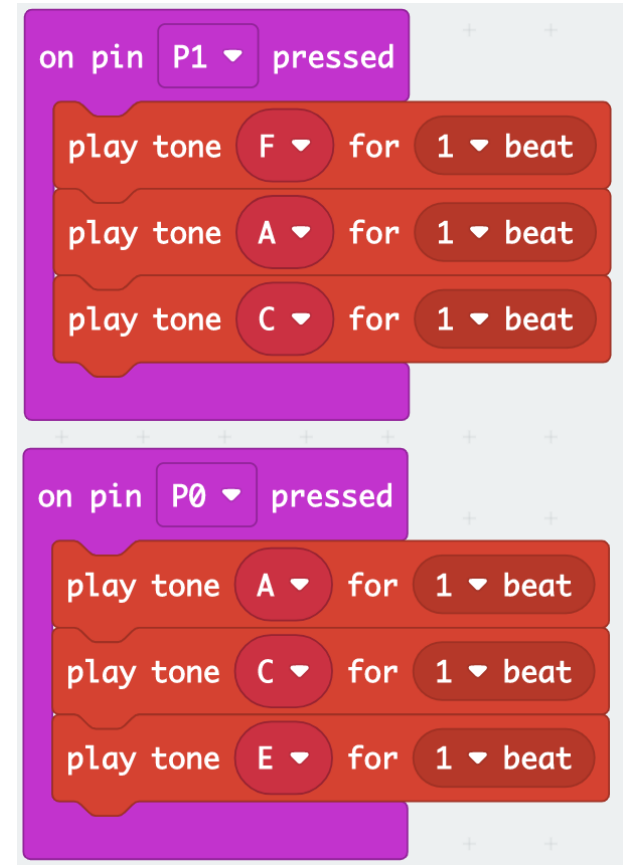 on pin P1 pressed
play tone F for 1 beat
play tone A for 1 beat
play tone C for 1 beat
on pin P0 pressed
play tone A for 1 beat
play tone C for 1 beat
play tone E for 1 beat